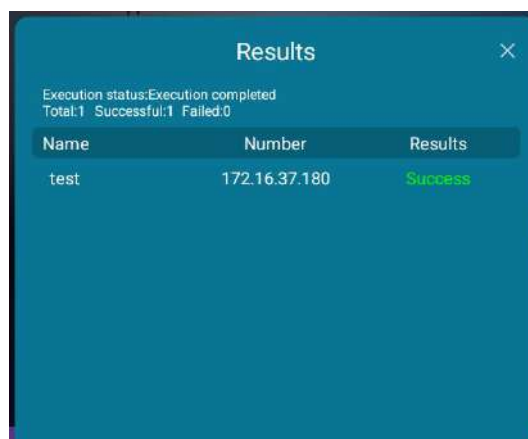 Results
Execution status:Execution completed
Total:1 Successful:1 Failed:0
Name Number Results
test 172.16.37.180 Success